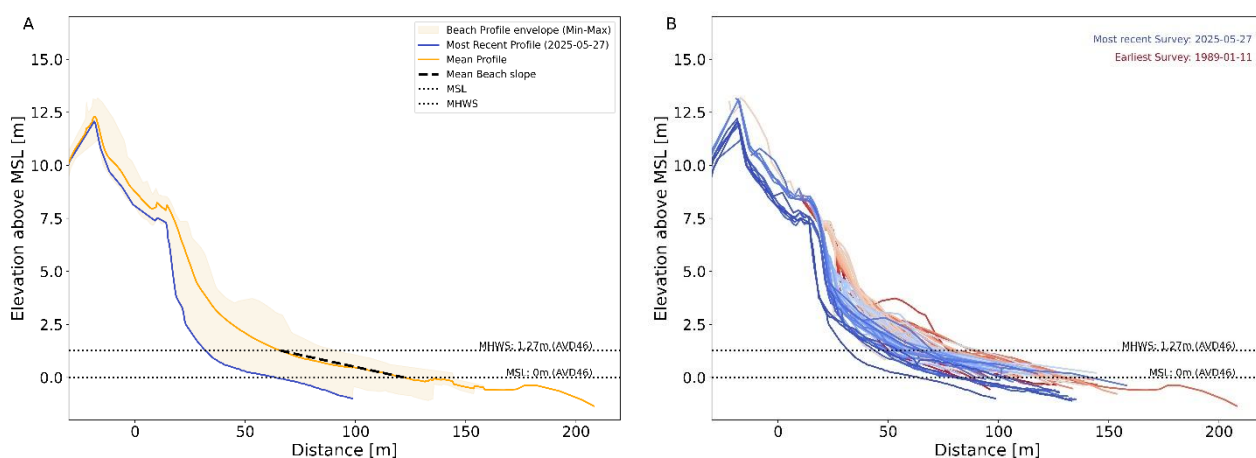 A
Beach Profile envelope (Min-Max)
Most Recent Profile (2025-05-27)
Mean Profile
Mean Beach slope
MSL
MHWS
Elevation above MSL [m]
15.0
12.5
10.0
7.5
5.0
2.5
0.0
MHWS: 1.27m (AVD46)
MSL: 0m (AVD46)
0
50
100
150
200
Distance [m]
B
Most recent Survey: 2025-05-27
Earliest Survey: 1989-01-11
Elevation above MSL [m]
15.0
12.5
10.0
7.5
5.0
2.5
0.0
MHWS: 1.27m (AVD46)
MSL: 0m (AVD46)
0
50
100
150
200
Distance [m]